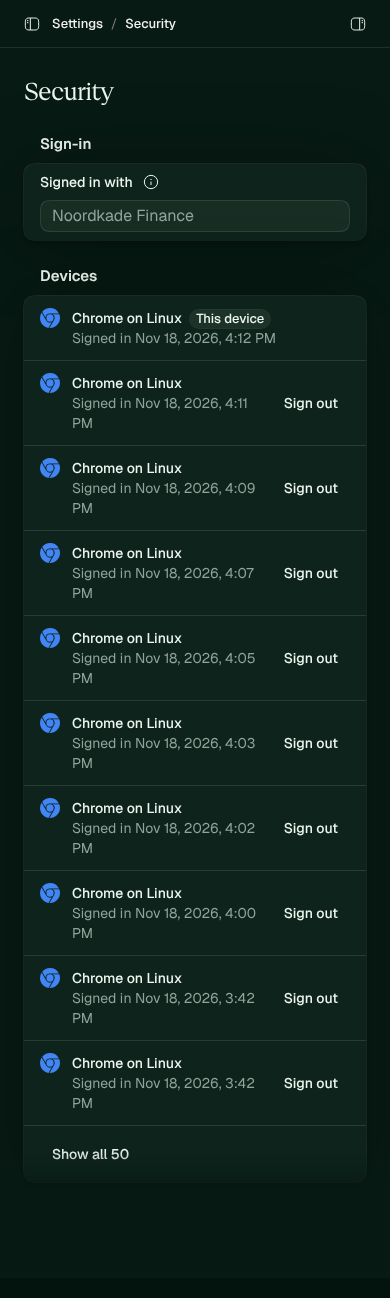 Settings / Security
Security
Sign-in
Signed in with
Noordkade Finance
Devices
Chrome on Linux This device
Signed in Nov 18, 2026, 4:12 PM
Chrome on Linux
Signed in Nov 18, 2026, 4:11
PM
Sign out
Chrome on Linux
Signed in Nov 18, 2026, 4:09
PM
Sign out
Chrome on Linux
Signed in Nov 18, 2026, 4:07
PM
Sign out
Chrome on Linux
Signed in Nov 18, 2026, 4:05
PM
Sign out
Chrome on Linux
Signed in Nov 18, 2026, 4:03
PM
Sign out
Chrome on Linux
Signed in Nov 18, 2026, 4:02
PM
Sign out
Chrome on Linux
Signed in Nov 18, 2026, 4:00
PM
Sign out
Chrome on Linux
Signed in Nov 18, 2026, 3:42
PM
Sign out
Chrome on Linux
Signed in Nov 18, 2026, 3:42
PM
Sign out
Show all 50